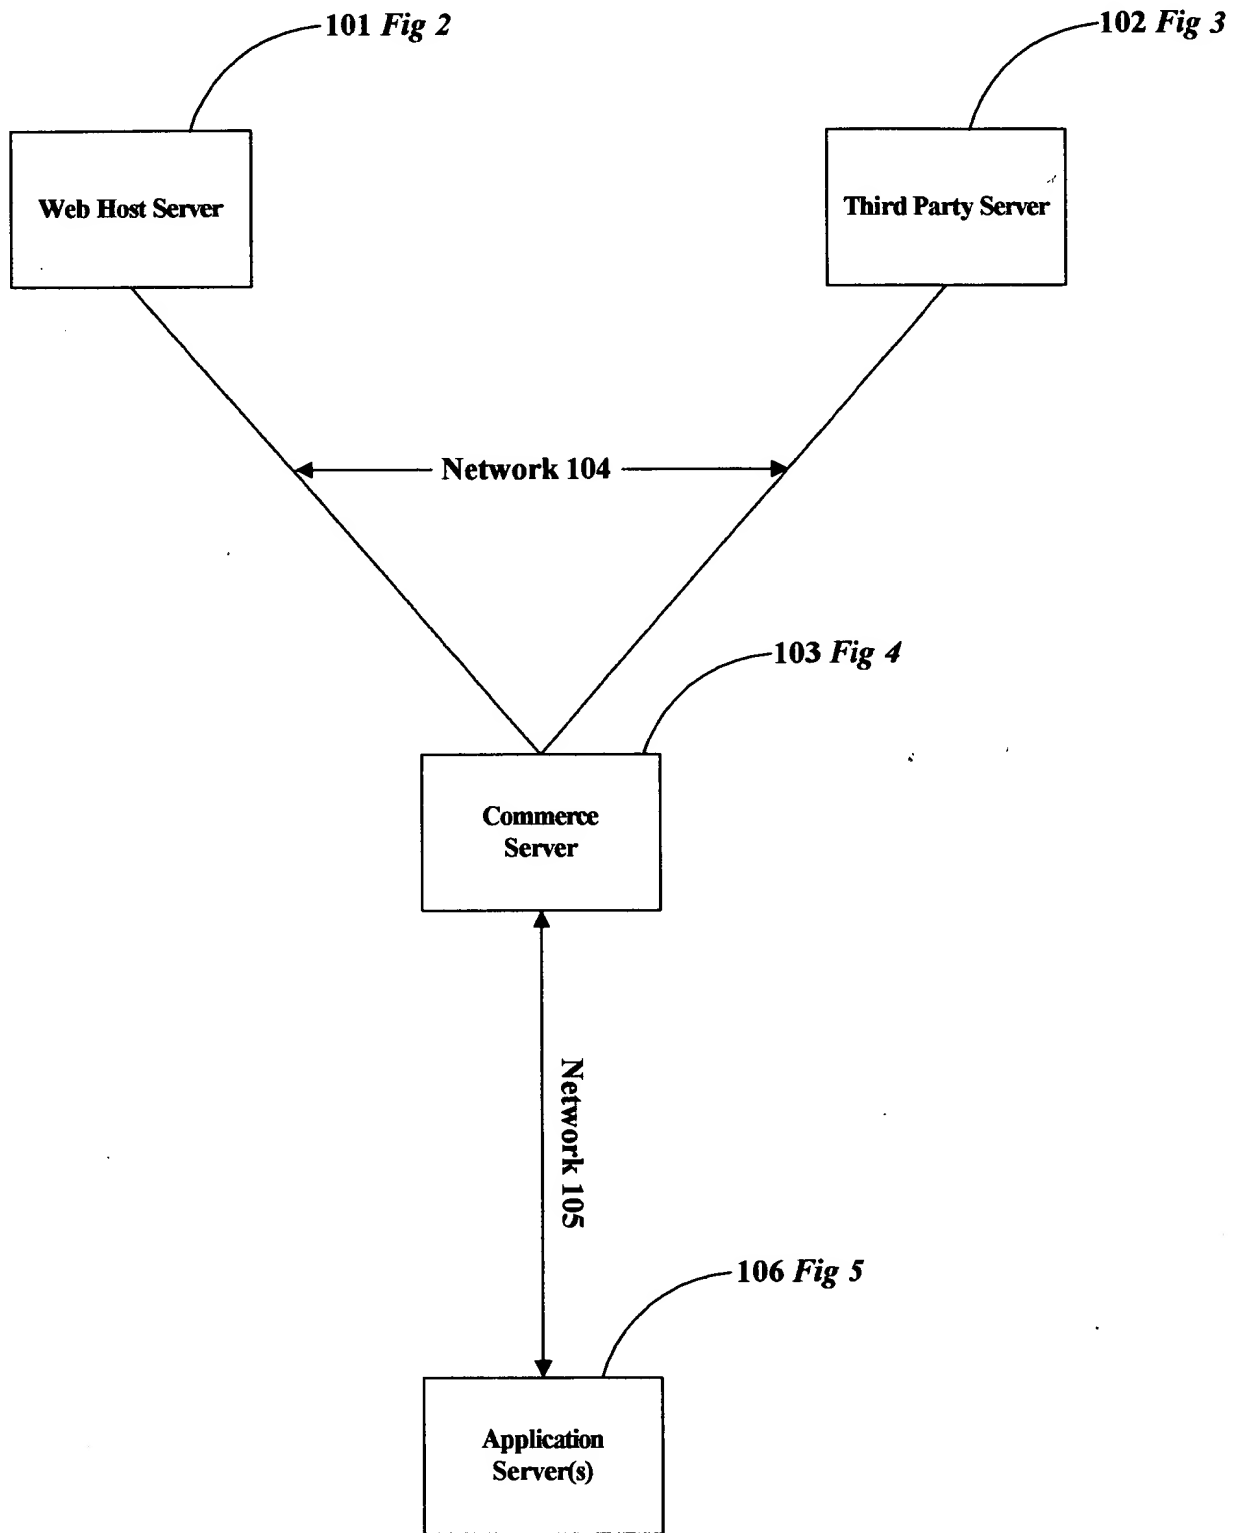 101 Fig 2
102 Fig 3
Web Host Server
Third Party Server
Network 104
103 Fig 4
Commerce
Server
Network 105
106 Fig 5
Application
Server(s)